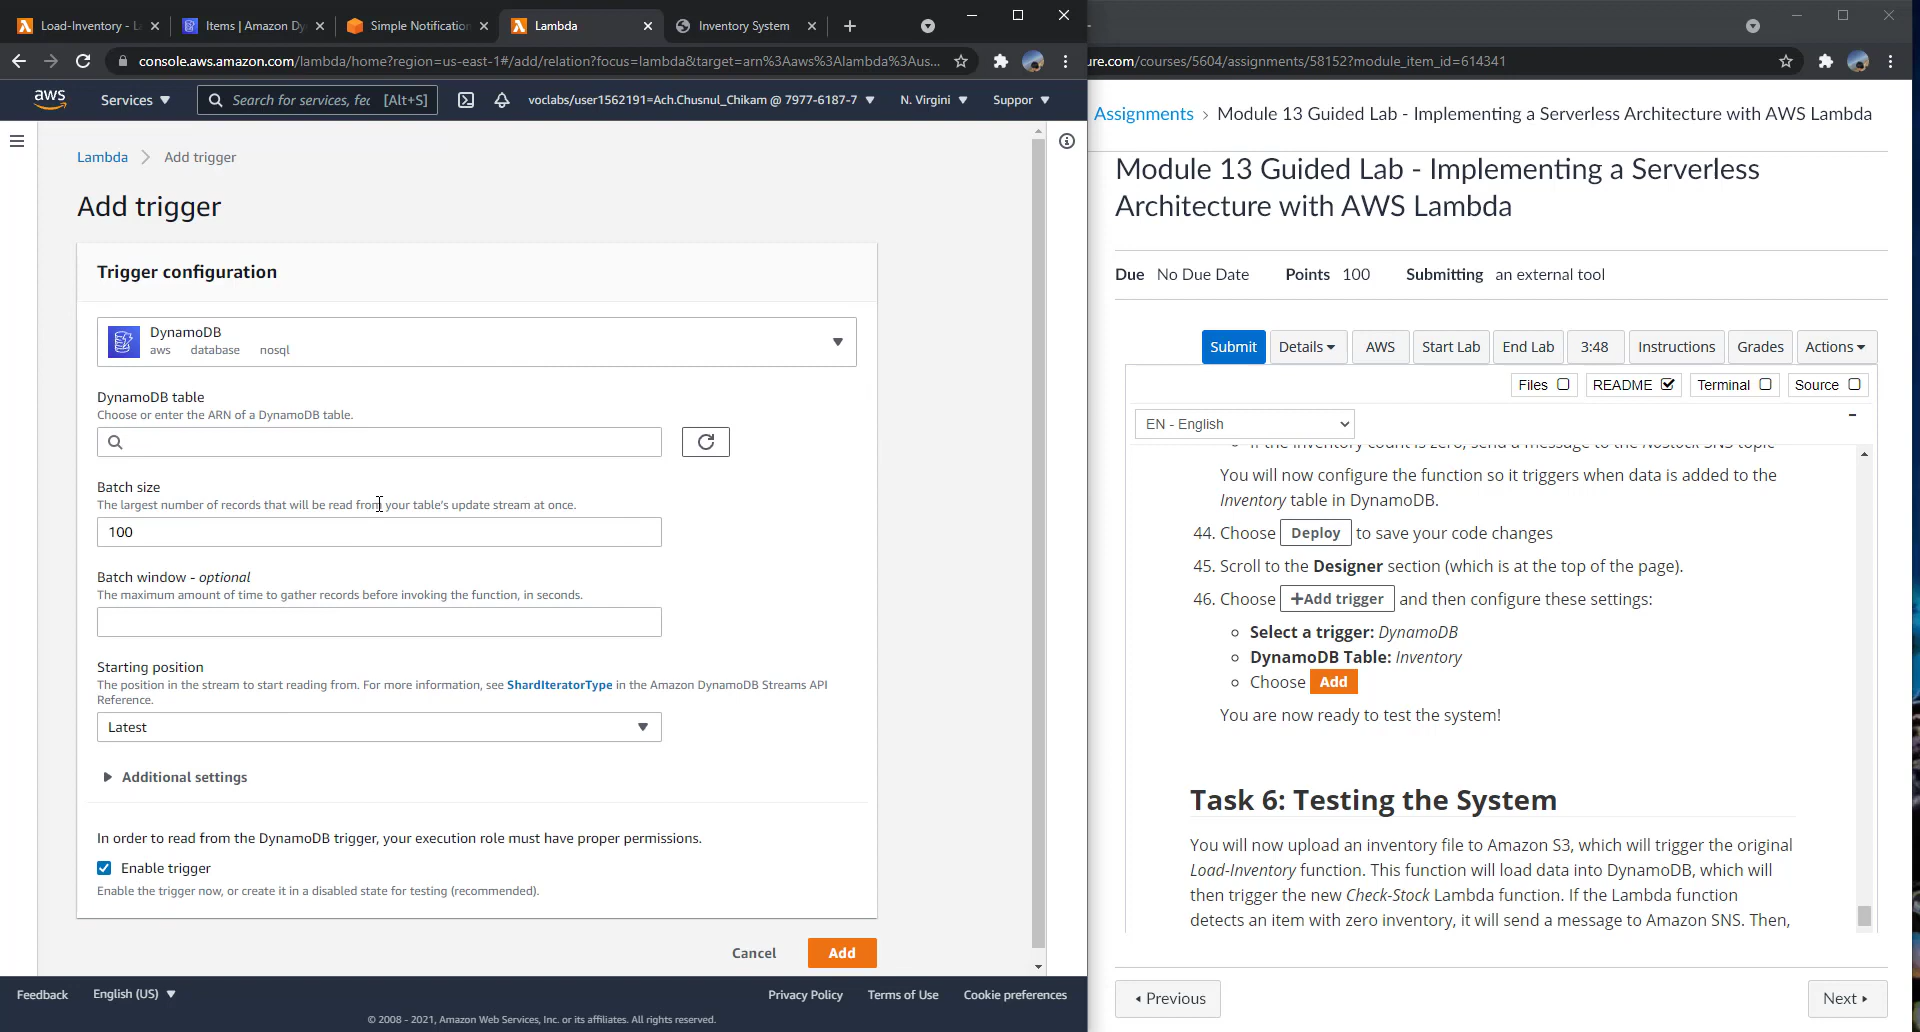 Load-Inventory - L
Items | Amazon Dy
Simple Notification
Lambda
Inventory System
console.aws.amazon.com/lambda/home?region=us-east-1#/add/relation?focus=lambda&target=arn%3Aaws%3Alambda%3Aus...
ure.com/courses/5604/assignments/58152?module_item_id=614341
aws
Services
Search for services, fec [Alt+S]
voclabs/user1562191=Ach.Chusnul_Chikam @ 7977-6187-7
N. Virgini
Suppor
Lambda
Add trigger
Add trigger
Trigger configuration
DynamoDB
aws database nosql
DynamoDB table
Choose or enter the ARN of a DynamoDB table.
Batch size
The largest number of records that will be read from your table's update stream at once.
100
Batch window - optional
The maximum amount of time to gather records before invoking the function, in seconds.
Starting position
The position in the stream to start reading from. For more information, see ShardIteratorType in the Amazon DynamoDB Streams API
Reference.
Latest
Additional settings
In order to read from the DynamoDB trigger, your execution role must have proper permissions.
Enable trigger
Enable the trigger now, or create it in a disabled state for testing (recommended).
Cancel
Add
Feedback
English (US)
Privacy Policy
Terms of Use
Cookie preferences
© 2008 - 2021, Amazon Web Services, Inc. or its affiliates. All rights reserved.
Assignments › Module 13 Guided Lab - Implementing a Serverless Architecture with AWS Lambda
Module 13 Guided Lab - Implementing a Serverless
Architecture with AWS Lambda
Due No Due Date Points 100 Submitting an external tool
Submit
Details
AWS
Start Lab
End Lab
3:48
Instructions
Grades
Actions
Files
README
Terminal
Source
EN - English
If the inventory count is zero, send a message to the NoStock SNS topic
You will now configure the function so it triggers when data is added to the
Inventory table in DynamoDB.
44. Choose Deploy to save your code changes
45. Scroll to the Designer section (which is at the top of the page).
46. Choose +Add trigger and then configure these settings:
Select a trigger: DynamoDB
DynamoDB Table: Inventory
Choose Add
You are now ready to test the system!
Task 6: Testing the System
You will now upload an inventory file to Amazon S3, which will trigger the original
Load-Inventory function. This function will load data into DynamoDB, which will
then trigger the new Check-Stock Lambda function. If the Lambda function
detects an item with zero inventory, it will send a message to Amazon SNS. Then,
Previous
Next